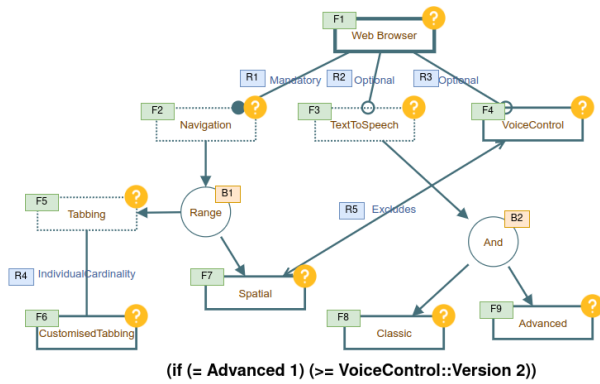 F1
Web Browser
R1 Mandatory R2 Optional R3 Optional
F2
Navigation
F3
TextToSpeech
F4
VoiceControl
F5
Tabbing
B1
Range
R5 Excludes
B2
And
R4 IndividualCardinality
F7
Spatial
F6
CustomisedTabbing
F8
Classic
F9
Advanced
(if (= Advanced 1) (>= VoiceControl::Version 2))